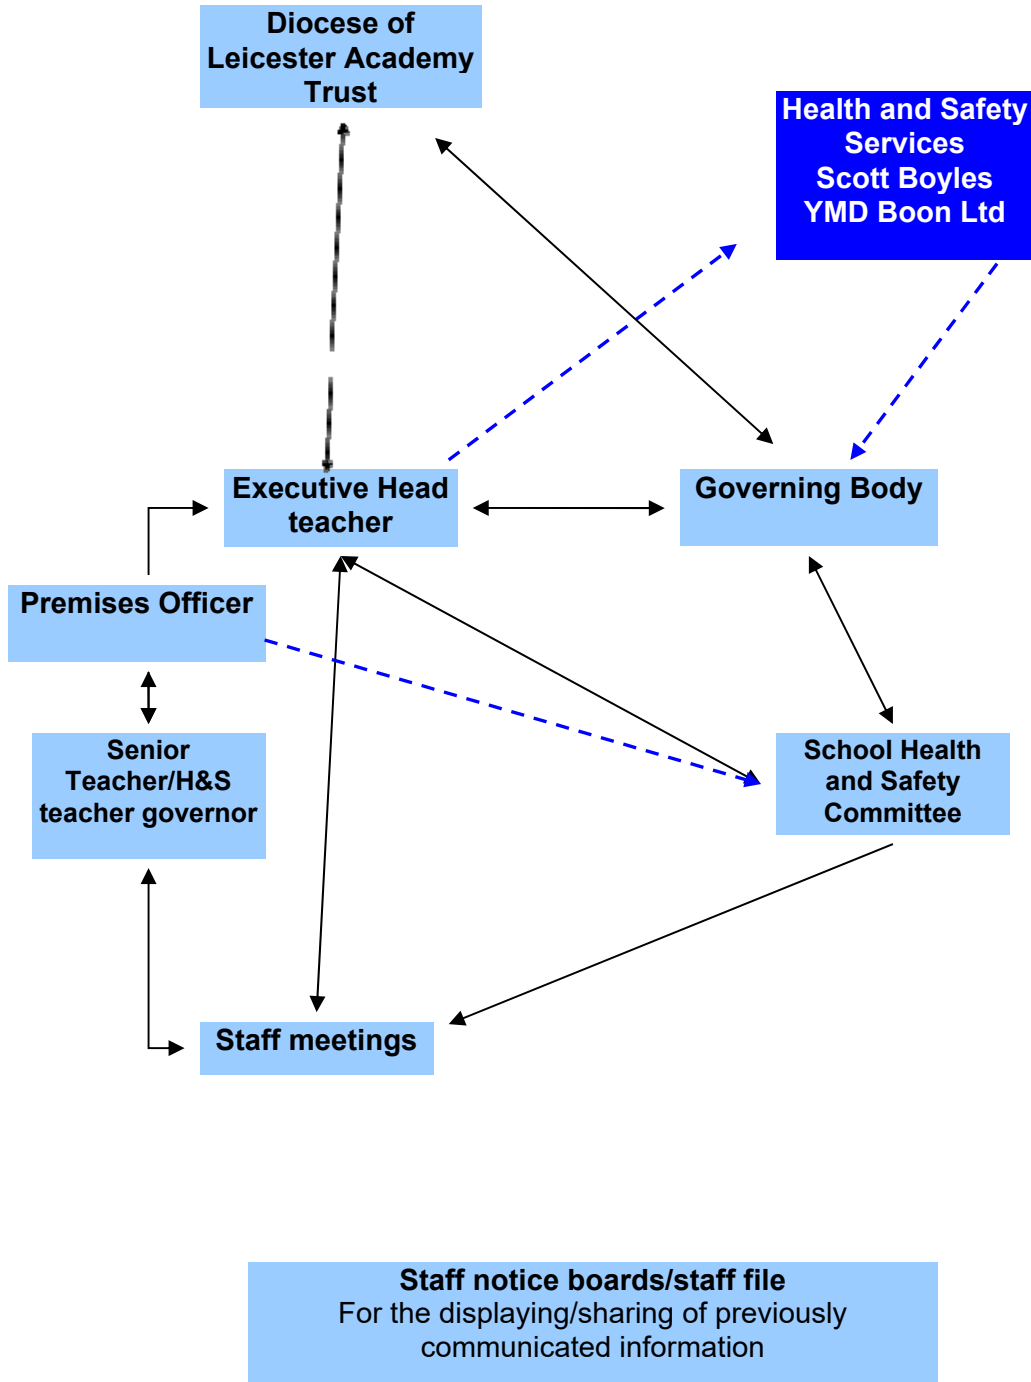 Diocese of
Leicester Academy
Trust
Health and Safety
Services
Scott Boyles
YMD Boon Ltd
Executive Head
teacher
Governing Body
Premises Officer
Senior
Teacher/H&S
teacher governor
School Health
and Safety
Committee
Staff meetings
Staff notice boards/staff file
For the displaying/sharing of previously
communicated information